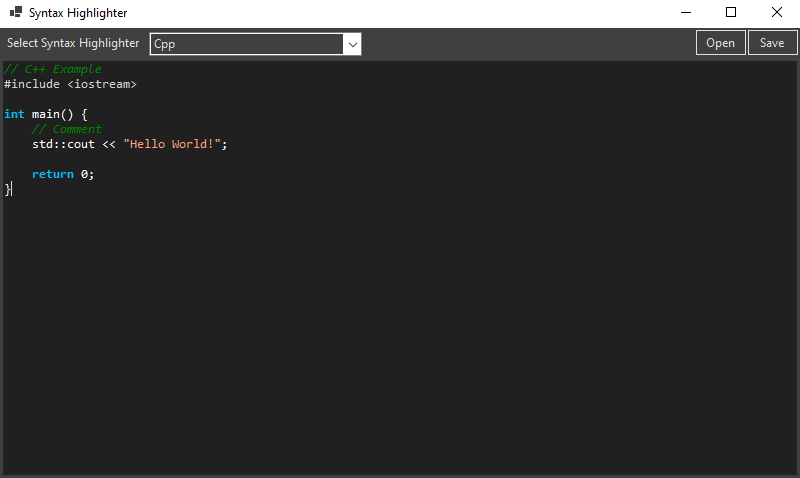 Syntax Highlighter
Select Syntax Highlighter Cpp Open Save
// C++ Example
#include <iostream>
int main() {
    // Comment
    std::cout << "Hello World!";
    return 0;
}